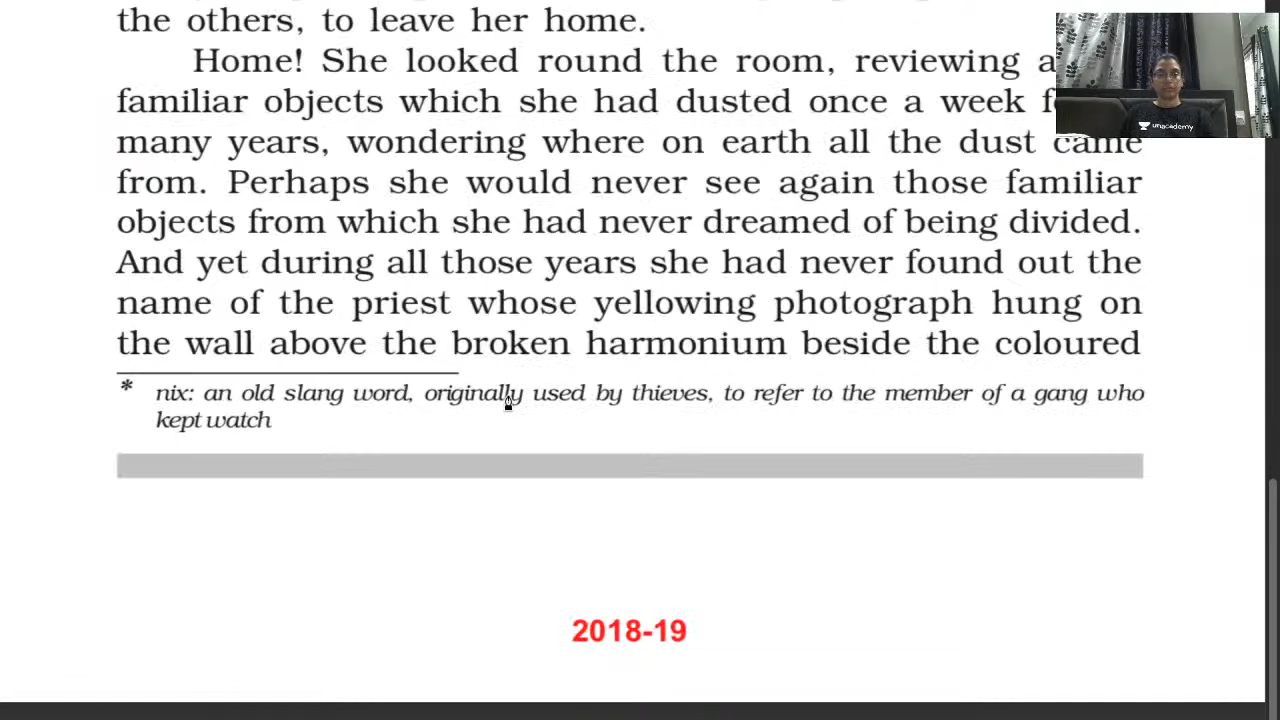 the others, to leave her home.
Home! She looked round the room, reviewing
familiar objects which she had dusted once a week
many years, wondering where on earth all the dust came
from. Perhaps she would never see again those familiar
objects from which she had never dreamed of being divided.
And yet during all those years she had never found out the
name of the priest whose yellowing photograph hung on
the wall above the broken harmonium beside the coloured
* nix: an old slang word, originally used by thieves, to refer to the member of a gang who
kept watch
2018-19
unacademy